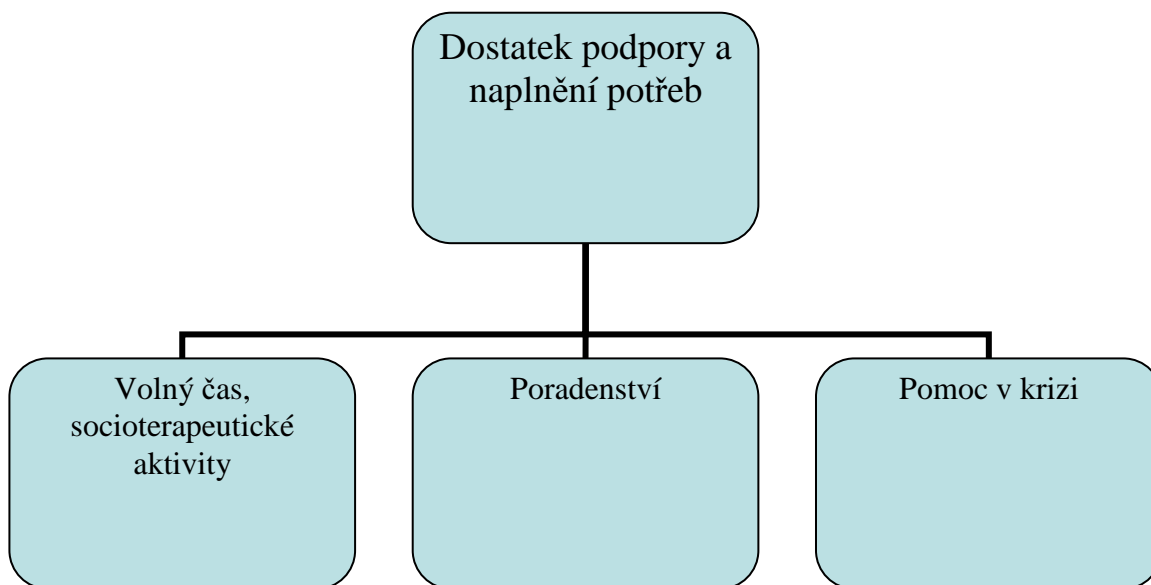 Dostatek podpory a
naplnění potřeb
Volný čas,
socioterapeutické
aktivity
Poradenství
Pomoc v krizi